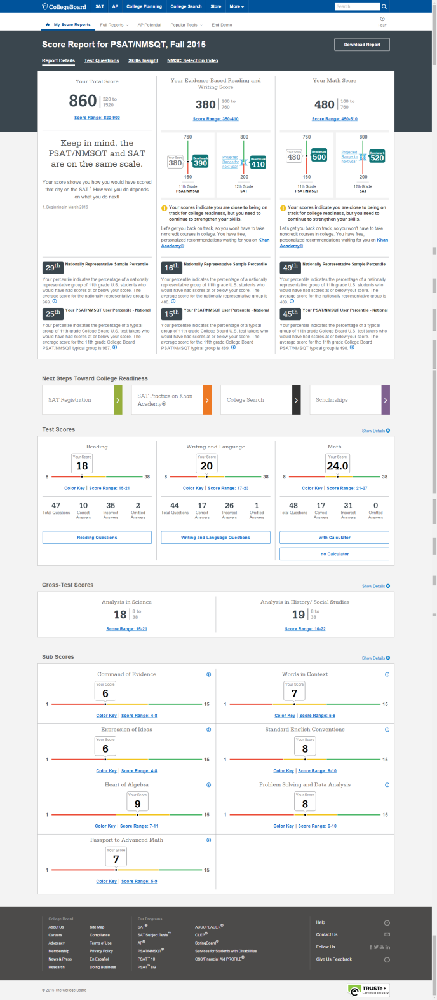 CollegeBoard SAT AP College Planning College Search Store More Search
My Score Reports Full Reports AP Potential Popular Tools End Demo HELP
Score Report for PSAT/NMSQT, Fall 2015 Download Report
Report Details Test Questions Skills Insight NMSC Selection Index
Your Total Score
860 320 to 1520
Score Range: 820-900
Keep in mind, the
PSAT/NMSQT and SAT
are on the same scale.
Your score shows you how you would have scored
that day on the SAT.1 How well you do depends
on what you do next!
1. Beginning in March 2016
29th Nationally Representative Sample Percentile
Your percentile indicates the percentage of a nationally
representative group of 11th grade U.S. students who
would have had scores at or below your score. The
average score for the nationally representative group is
969.
25th Your PSAT/NMSQT User Percentile - National
Your percentile indicates the percentage of a typical
group of 11th grade College Board U.S. test takers who
would have had scores at or below your score. The
average score for the 11th grade College Board
PSAT/NMSQT typical group is 987.
Your Evidence-Based Reading and
Writing Score
380 160 to 760
Score Range: 350-410
760 800
Your Score 380 Benchmark 390
Projected Range for next year Benchmark 410
160 200
11th Grade 12th Grade
PSAT/NMSQT SAT
Your scores indicate you are close to being on
track for college readiness, but you need to
continue to strengthen your skills.
Let's get you back on track, so you won't have to take
noncredit courses in college. You have free,
personalized recommendations waiting for you on Khan
Academy®
16th Nationally Representative Sample Percentile
Your percentile indicates the percentage of a nationally
representative group of 11th grade U.S. students who
would have had scores at or below your score. The
average score for the nationally representative group is
480.
15th Your PSAT/NMSQT User Percentile - National
Your percentile indicates the percentage of a typical
group of 11th grade College Board U.S. test takers who
would have had scores at or below your score. The
average score for the 11th grade College Board
PSAT/NMSQT typical group is 489.
Your Math Score
480 160 to 760
Score Range: 450-510
760 800
Your Score 480 Benchmark 500
Projected Range for next year Benchmark 520
160 200
11th Grade 12th Grade
PSAT/NMSQT SAT
Your scores indicate you are close to being on
track for college readiness, but you need to
continue to strengthen your skills.
Let's get you back on track, so you won't have to take
noncredit courses in college. You have free,
personalized recommendations waiting for you on Khan
Academy®
49th Nationally Representative Sample Percentile
Your percentile indicates the percentage of a nationally
representative group of 11th grade U.S. students who
would have had scores at or below your score. The
average score for the nationally representative group is
489.
45th Your PSAT/NMSQT User Percentile - National
Your percentile indicates the percentage of a typical
group of 11th grade College Board U.S. test takers who
would have had scores at or below your score. The
average score for the 11th grade College Board
PSAT/NMSQT typical group is 498.
Next Steps Toward College Readiness
SAT Registration
SAT Practice on Khan
Academy®
College Search
Scholarships
Test Scores Show Details
Reading
Your Score
18
8 38
Color Key | Score Range: 15-21
47 10 35 2
Total Questions Correct Answers Incorrect Answers Omitted Answers
Reading Questions
Writing and Language
Your Score
20
8 38
Color Key | Score Range: 17-23
44 17 26 1
Total Questions Correct Answers Incorrect Answers Omitted Answers
Writing and Language Questions
Math
Your Score
24.0
8 38
Color Key | Score Range: 21-27
48 17 31 0
Total Questions Correct Answers Incorrect Answers Omitted Answers
with Calculator
no Calculator
Cross-Test Scores Show Details
Analysis in Science
18 8 to 38
Score Range: 15-21
Analysis in History/ Social Studies
19 8 to 38
Score Range: 16-22
Sub Scores Show Details
Command of Evidence
Your Score
6
1 15
Color Key | Score Range: 4-8
Words in Context
Your Score
7
1 15
Color Key | Score Range: 5-9
Expression of Ideas
Your Score
6
1 15
Color Key | Score Range: 4-8
Standard English Conventions
Your Score
8
1 15
Color Key | Score Range: 6-10
Heart of Algebra
Your Score
9
1 15
Color Key | Score Range: 7-11
Problem Solving and Data Analysis
Your Score
8
1 15
Color Key | Score Range: 6-10
Passport to Advanced Math
Your Score
7
1 15
Color Key | Score Range: 5-9
College Board
About Us Site Map
Careers Compliance
Advocacy Terms of Use
Membership Privacy Policy
News & Press En Español
Research Doing Business
Our Programs
SAT® ACCUPLACER®
SAT Subject Tests™ CLEP®
AP® SpringBoard®
PSAT/NMSQT® Services for Students with Disabilities
PSAT™ 10 CSS/Financial Aid PROFILE®
PSAT™ 8/9
Help
Contact Us
Follow Us
Give Us Feedback
© 2015 The College Board
TRUSTe
Certified Privacy